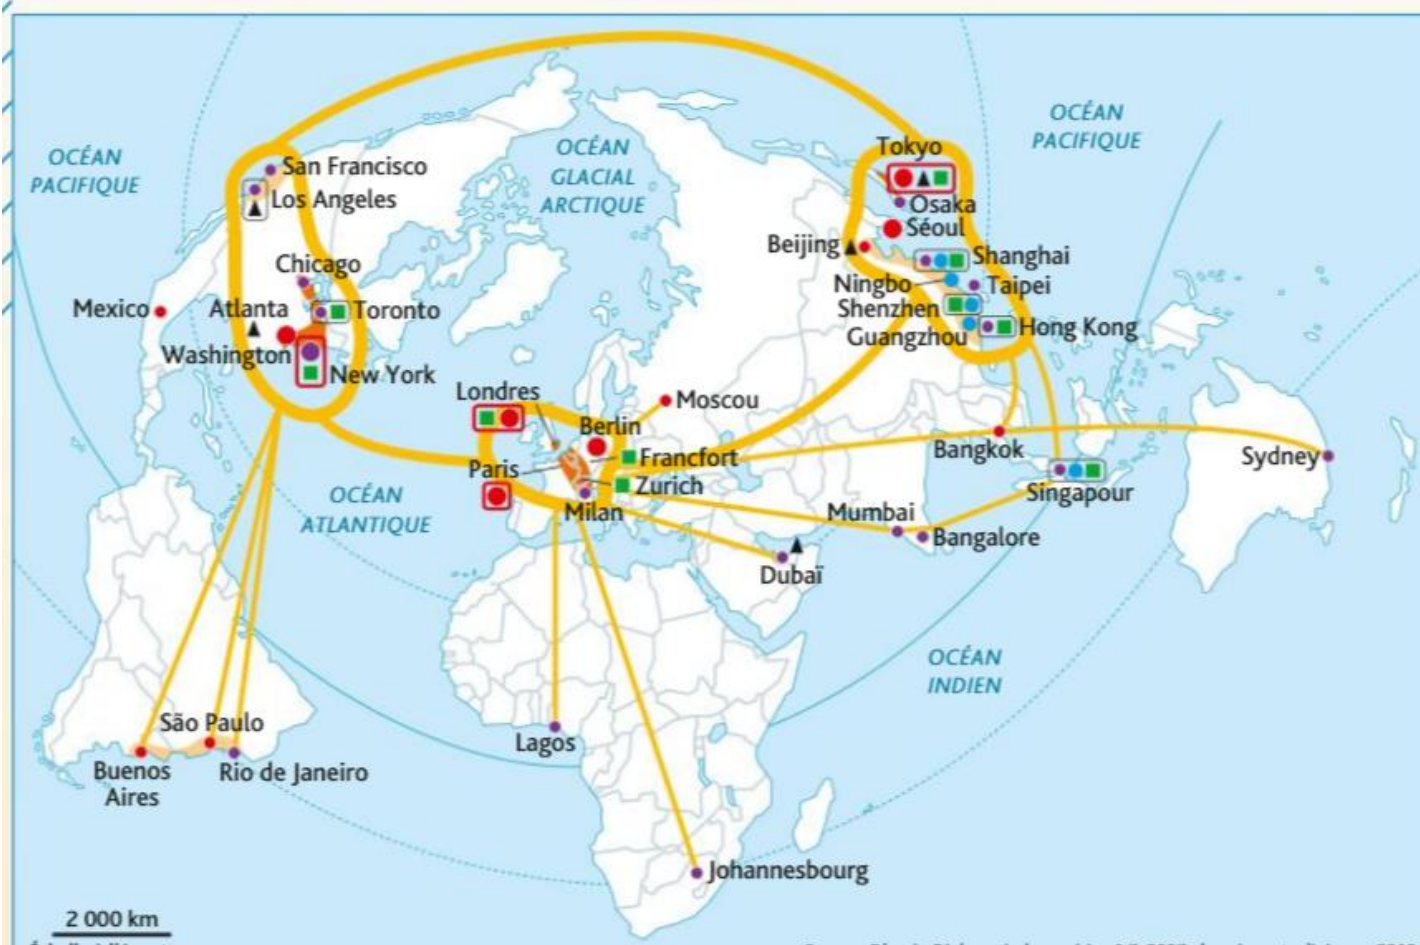 OCÉAN
PACIFIQUE
San Francisco
Los Angeles
OCÉAN
GLACIAL
ARCTIQUE
OCÉAN
PACIFIQUE
Tokyo
Osaka
Séoul
Beijing
Shanghai
Ningbo
Taipei
Shenzhen
Guangzhou
Hong Kong
Chicago
Mexico
Atlanta
Toronto
Washington
New York
Londres
Moscou
Berlin
Paris
Francfort
Zurich
Milan
Bangkok
Sydney
Singapour
OCÉAN
ATLANTIQUE
Mumbai
Bangalore
Dubaï
OCÉAN
INDIEN
São Paulo
Buenos
Aires
Rio de Janeiro
Lagos
Johannesbourg
2 000 km